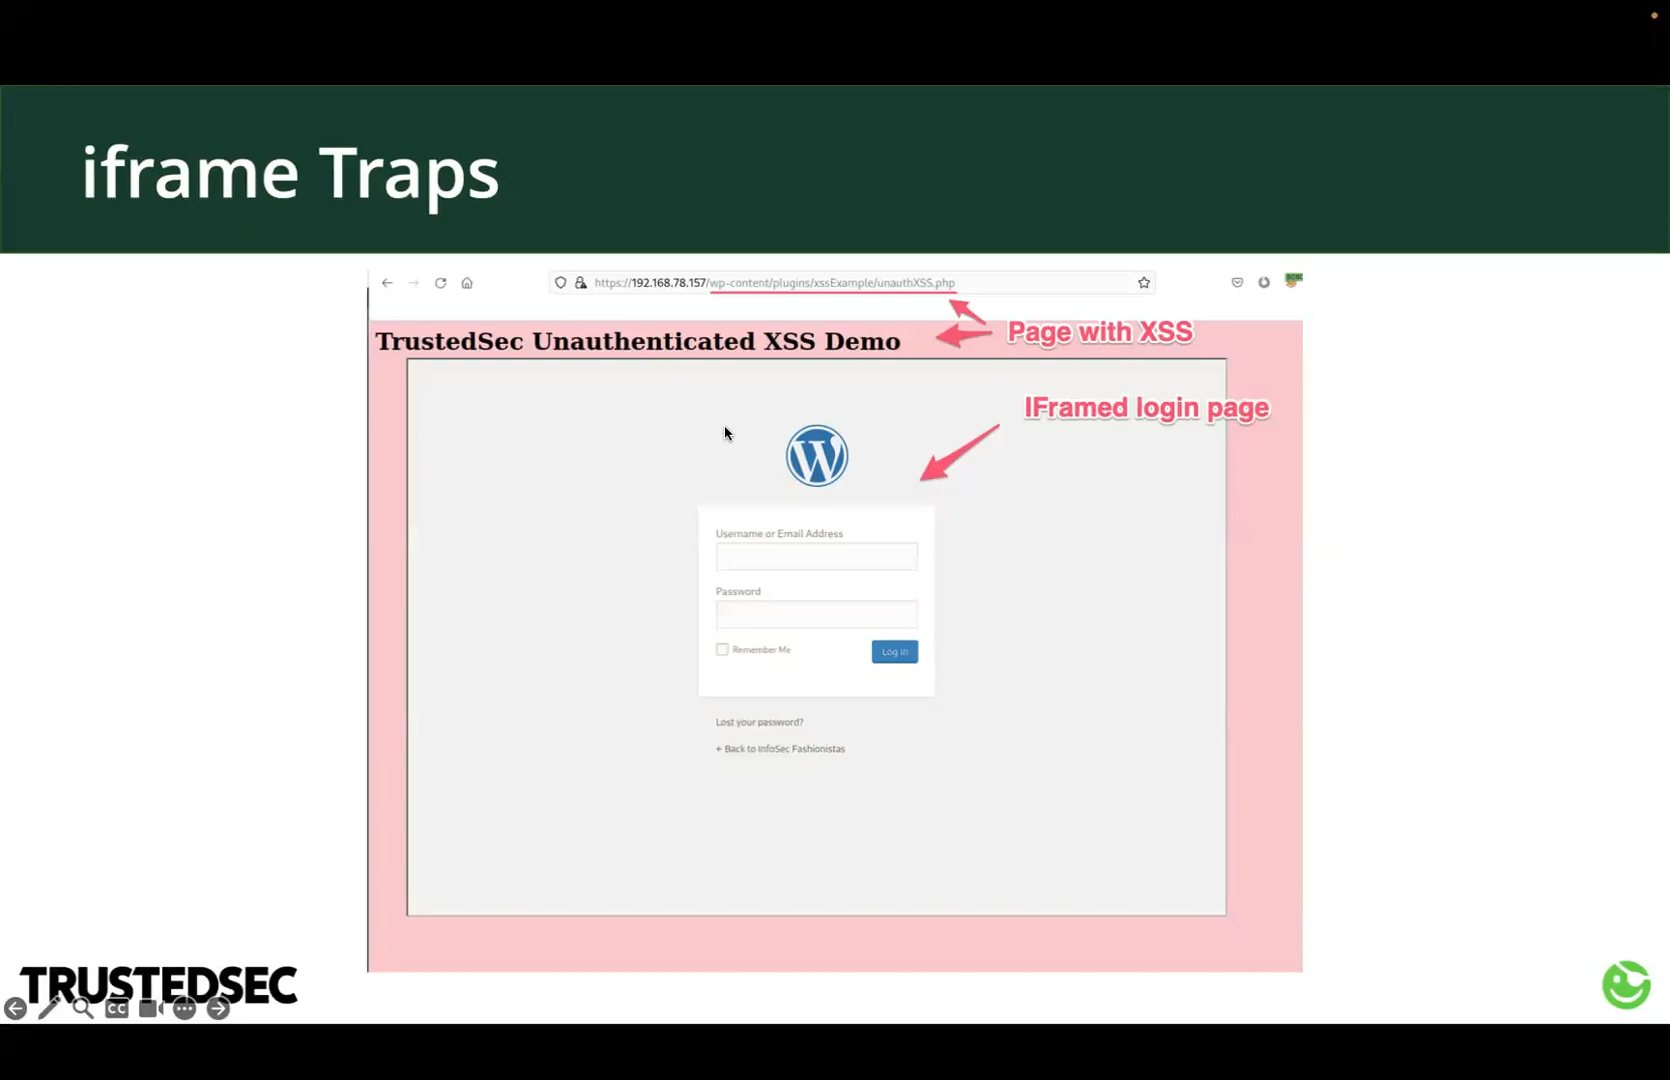 iframe Traps
https://192.168.78.157/wp-content/plugins/xssExample/unauthXSS.php
TrustedSec Unauthenticated XSS Demo
Page with XSS
IFramed login page
Username or Email Address
Password
Remember Me
Log In
Lost your password?
← Back to InfoSec Fashionistas
TRUSTEDSEC
CC